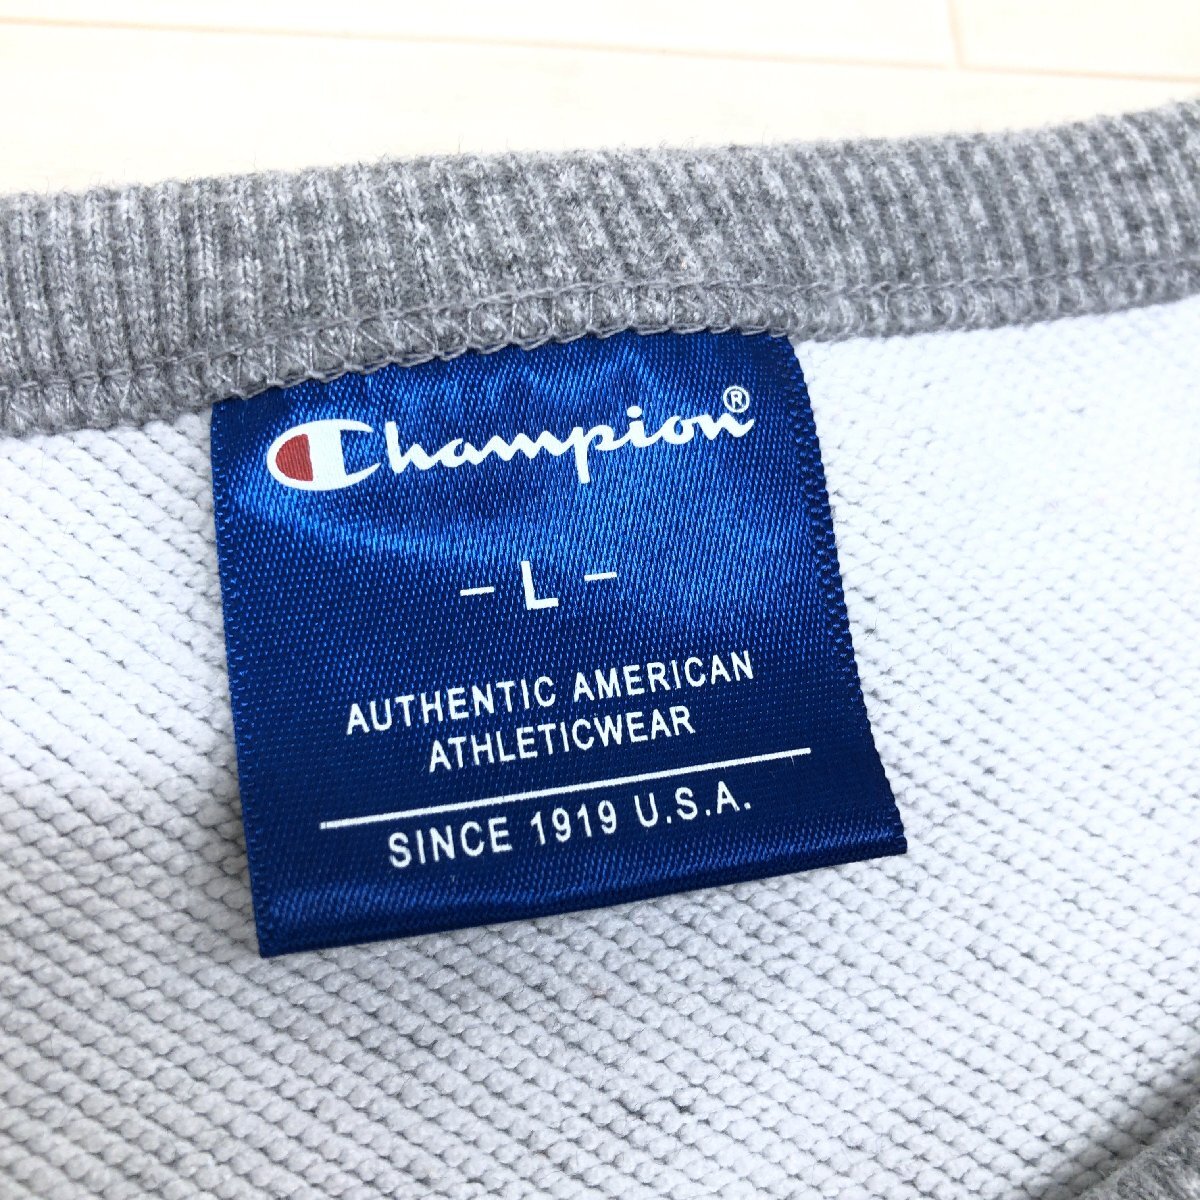 Champion®
- L -
AUTHENTIC AMERICAN
ATHLETICWEAR
SINCE 1919 U.S.A.